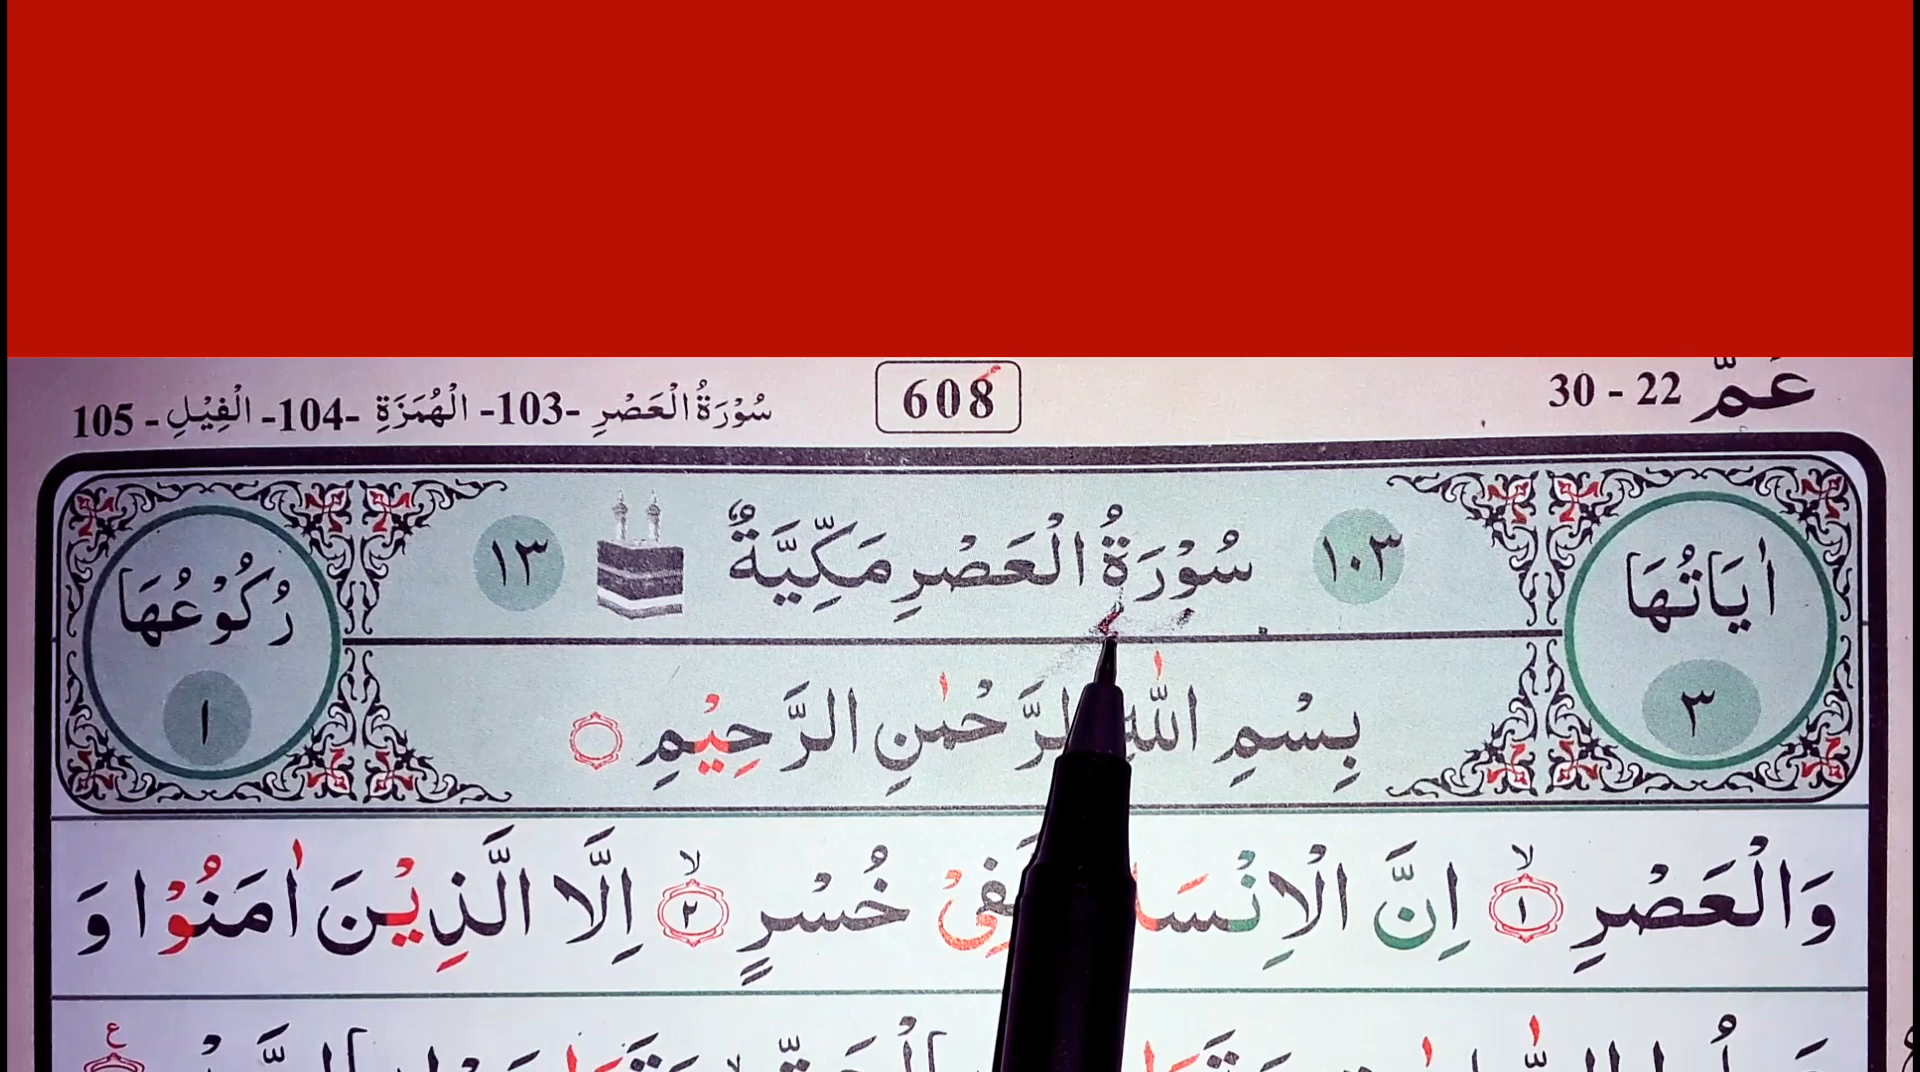 عَمَّ 22 - 30
608
سُوْرَةُ الْعَصْرِ -103- الْهُمَزَةِ -104- الْفِيْلِ - 105
اٰيَاتُهَا
٣
١٠٣ سُوْرَةُ الْعَصْرِ مَكِّيَّةٌ ١٣
رُكُوْعُهَا
١
بِسْمِ اللّٰهِ الرَّحْمٰنِ الرَّحِيْمِ
وَالْعَصْرِ ۙ١ اِنَّ الْاِنْسَا لَفِيْ خُسْرٍ ۙ٢ اِلَّا الَّذِيْنَ اٰمَنُوْا وَ
ع